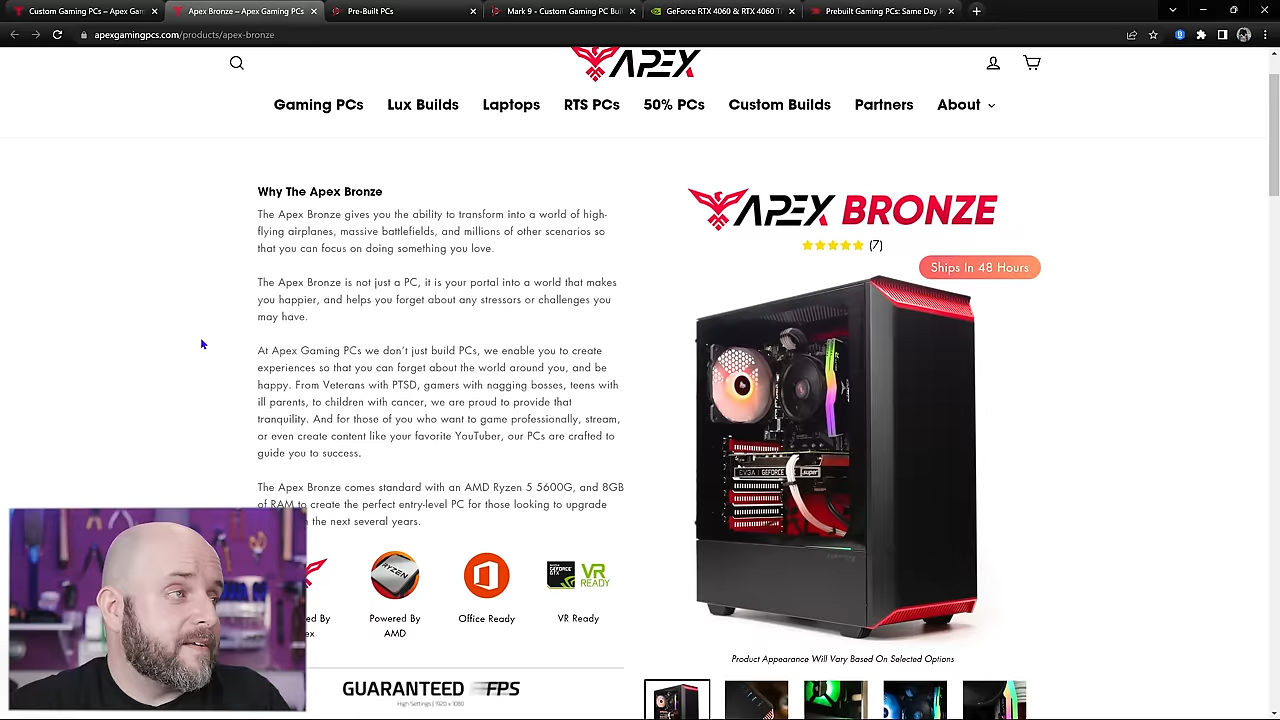 Custom Gaming PCs – Apex Gam
Apex Bronze – Apex Gaming PCs
Pre-Built PCs
Mark 9 - Custom Gaming PC Buil
GeForce RTX 4060 & RTX 4060 T
Prebuilt Gaming PCs: Same Day
apexgamingpcs.com/products/apex-bronze
APEX
Gaming PCs
Lux Builds
Laptops
RTS PCs
50% PCs
Custom Builds
Partners
About
Why The Apex Bronze
The Apex Bronze gives you the ability to transform into a world of high-
flying airplanes, massive battlefields, and millions of other scenarios so
that you can focus on doing something you love.
The Apex Bronze is not just a PC, it is your portal into a world that makes
you happier, and helps you forget about any stressors or challenges you
may have.
At Apex Gaming PCs we don't just build PCs, we enable you to create
experiences so that you can forget about the world around you, and be
happy. From Veterans with PTSD, gamers with nagging bosses, teens with
ill parents, to children with cancer, we are proud to provide that
tranquility. And for those of you who want to game professionally, stream,
or even create content like your favorite YouTuber, our PCs are crafted to
guide you to success.
The Apex Bronze comes standard with an AMD Ryzen 5 5600G, and 8GB
of RAM to create the perfect entry-level PC for those looking to upgrade
the next several years.
ed By
ex
RYZEN
Powered By
AMD
Office Ready
GEFORCE
GTX
VR
READY
VR Ready
GUARANTEED FPS
High Settings | 1920 x 1080
APEX BRONZE
(7)
Ships In 48 Hours
EVGA GEFORCE super
Product Appearance Will Vary Based On Selected Options